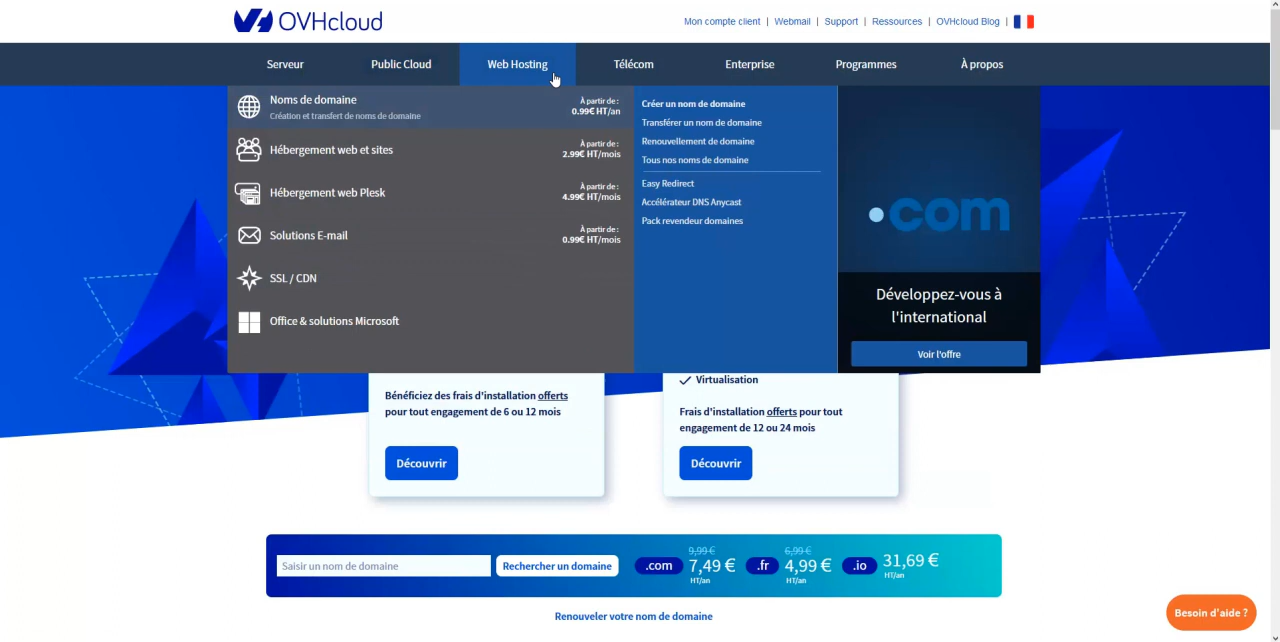 OVHcloud
Mon compte client | Webmail | Support | Ressources | OVHcloud Blog |
Serveur Public Cloud Web Hosting Télécom Enterprise Programmes À propos
Noms de domaine
Création et transfert de noms de domaine
À partir de :
0.99€ HT/an
Hébergement web et sites
À partir de :
2.99€ HT/mois
Hébergement web Plesk
À partir de :
4.99€ HT/mois
Solutions E-mail
À partir de :
0.99€ HT/mois
SSL / CDN
Office & solutions Microsoft
Créer un nom de domaine
Transférer un nom de domaine
Renouvellement de domaine
Tous nos noms de domaine
Easy Redirect
Accélérateur DNS Anycast
Pack revendeur domaines
.com
Développez-vous à
l'international
Voir l'offre
Bénéficiez des frais d'installation offerts
pour tout engagement de 6 ou 12 mois
Découvrir
Virtualisation
Frais d'installation offerts pour tout
engagement de 12 ou 24 mois
Découvrir
Saisir un nom de domaine
Rechercher un domaine
.com
9,99 €
7,49 €
HT/an
.fr
6,99 €
4,99 €
HT/an
.io
31,69 €
HT/an
Renouveler votre nom de domaine
Besoin d'aide ?